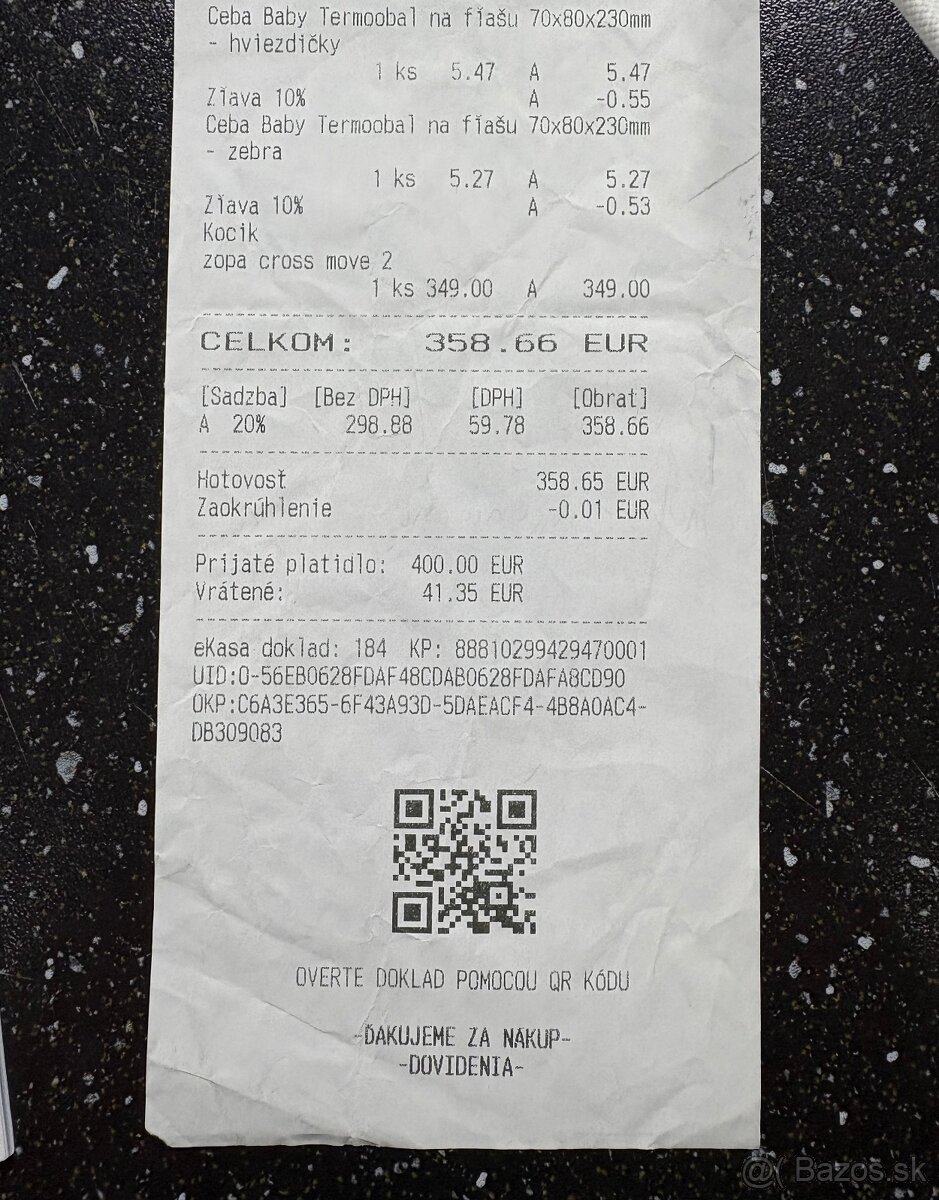 Ceba Baby Termoobal na fľašu 70x80x230mm
- hviezdičky
1 ks 5.47 A 5.47
Zľava 10% A -0.55
Ceba Baby Termoobal na fľašu 70x80x230mm
- zebra
1 ks 5.27 A 5.27
Zľava 10% A -0.53
Kocik
zopa cross move 2
1 ks 349.00 A 349.00
CELKOM: 358.66 EUR
[Sadzba] [Bez DPH] [DPH] [Obrat]
A 20% 298.88 59.78 358.66
Hotovosť 358.65 EUR
Zaokrúhlenie -0.01 EUR
Prijaté platidlo: 400.00 EUR
Vrátené: 41.35 EUR
eKasa doklad: 184 KP: 88810299429470001
UID:O-56EB0628FDAF48CDAB0628FDAFA8CD90
OKP:C6A3E365-6F43A93D-5DAEACF4-4B8A0AC4-
DB309083
OVERTE DOKLAD POMOCOU QR KÓDU
-ĎAKUJEME ZA NÁKUP-
-DOVIDENIA-
Bazos.sk